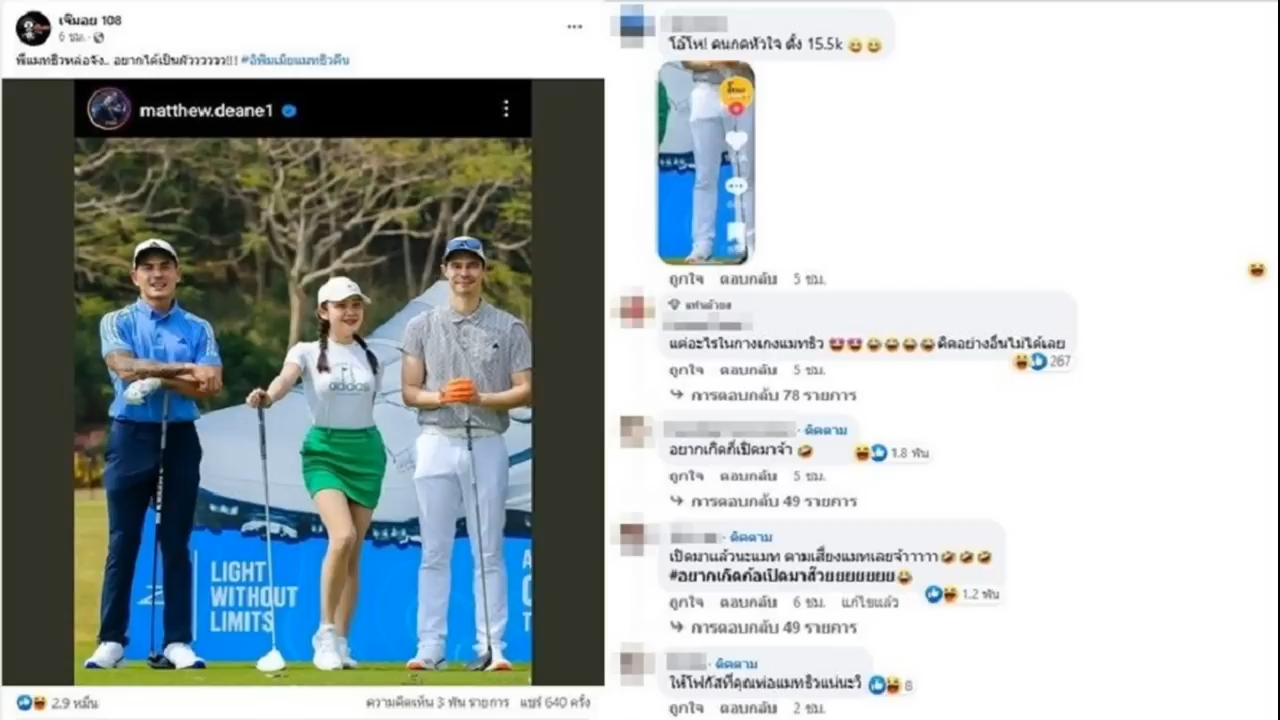 เจ๊มอย 108
6 ชม.
พี่แมทธิวหล่อจัง.. อยากได้เป็นผัววววววว!!! #อีพิมเมียแมทธิวคืน
matthew.deane1
adidas
LIGHT
WITHOUT
LIMITS
2.9 หมื่น
ความคิดเห็น 3 พัน รายการ แชร์ 640 ครั้ง
โอ้โห! คนกดหัวใจ ตั้ง 15.5k
ถูกใจ ตอบกลับ 5 ชม.
แฟนตัวยง
แต่อะไรในกางเกงแมทธิว คิดอย่างอื่นไม่ได้เลย
267
ถูกใจ ตอบกลับ 5 ชม.
การตอบกลับ 78 รายการ
· ติดตาม
อยากเกิดก็เปิดมาจ้า
1.8 พัน
ถูกใจ ตอบกลับ 5 ชม.
การตอบกลับ 49 รายการ
· ติดตาม
เปิดมาแล้วนะแมท ตามเสียงแมทเลยจ้าาาาา
#อยากเกิดก้อเปิดมาส๊วยยยยยยยย
1.2 พัน
ถูกใจ ตอบกลับ 6 ชม. แก้ไขแล้ว
การตอบกลับ 49 รายการ
· ติดตาม
ให้โฟกัสที่คุณพ่อแมทธิวแน่นะวิ
8
ถูกใจ ตอบกลับ 2 ชม.